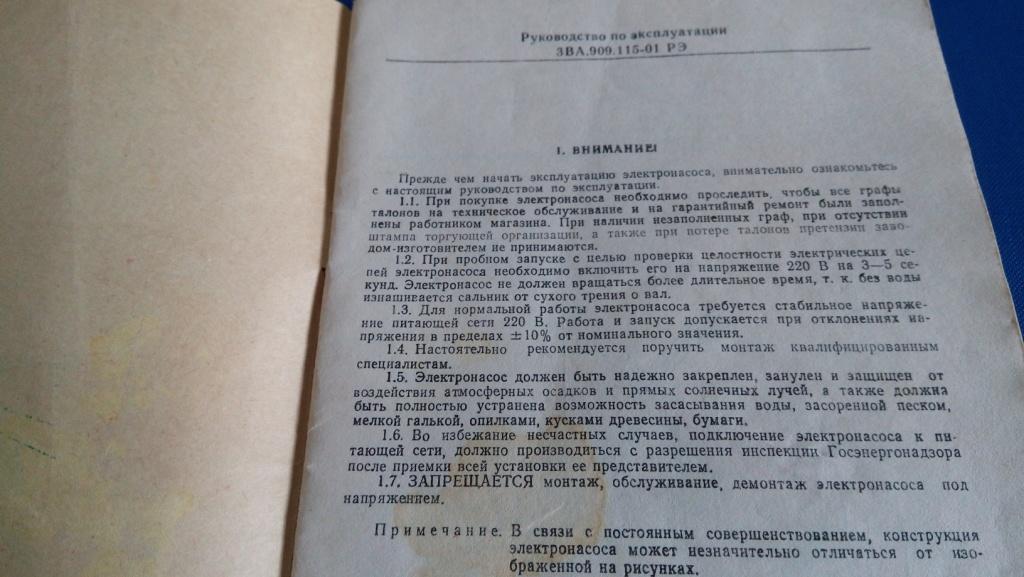 Руководство по эксплуатации
3ВА.909.115-01 РЭ
1. ВНИМАНИЕ!
Прежде чем начать эксплуатацию электронасоса, внимательно ознакомьтесь
с настоящим руководством по эксплуатации.
1.1. При покупке электронасоса необходимо проследить, чтобы все графы
талонов на техническое обслуживание и на гарантийный ремонт были запол-
нены работником магазина. При наличии незаполненных граф, при отсутствии
штампа торгующей организации, а также при потере талонов претензии заво-
дом-изготовителем не принимаются.
1.2. При пробном запуске с целью проверки целостности электрических це-
пей электронасоса необходимо включить его на напряжение 220 В на 3—5 се-
кунд. Электронасос не должен вращаться более длительное время, т. к. без воды
изнашивается сальник от сухого трения о вал.
1.3. Для нормальной работы электронасоса требуется стабильное напряже-
ние питающей сети 220 В. Работа и запуск допускается при отклонениях на-
пряжения в пределах ±10% от номинального значения.
1.4. Настоятельно рекомендуется поручить монтаж квалифицированным
специалистам.
1.5. Электронасос должен быть надежно закреплен, занулен и защищен от
воздействия атмосферных осадков и прямых солнечных лучей, а также должна
быть полностью устранена возможность засасывания воды, засоренной песком,
мелкой галькой, опилками, кусками древесины, бумаги.
1.6. Во избежание несчастных случаев, подключение электронасоса к пи-
тающей сети, должно производиться с разрешения инспекции Госэнергонадзора
после приемки всей установки ее представителем.
1.7. ЗАПРЕЩАЕТСЯ монтаж, обслуживание, демонтаж электронасоса под
напряжением.
Примечание. В связи с постоянным совершенствованием, конструкция
электронасоса может незначительно отличаться от изо-
браженной на рисунках.